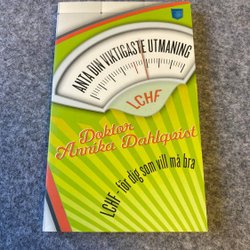 ANTA DIN VIKTIGASTE UTMANING
LCHF
Doktor
Annika Dahlqvist
LCHF - för dig som vill må bra